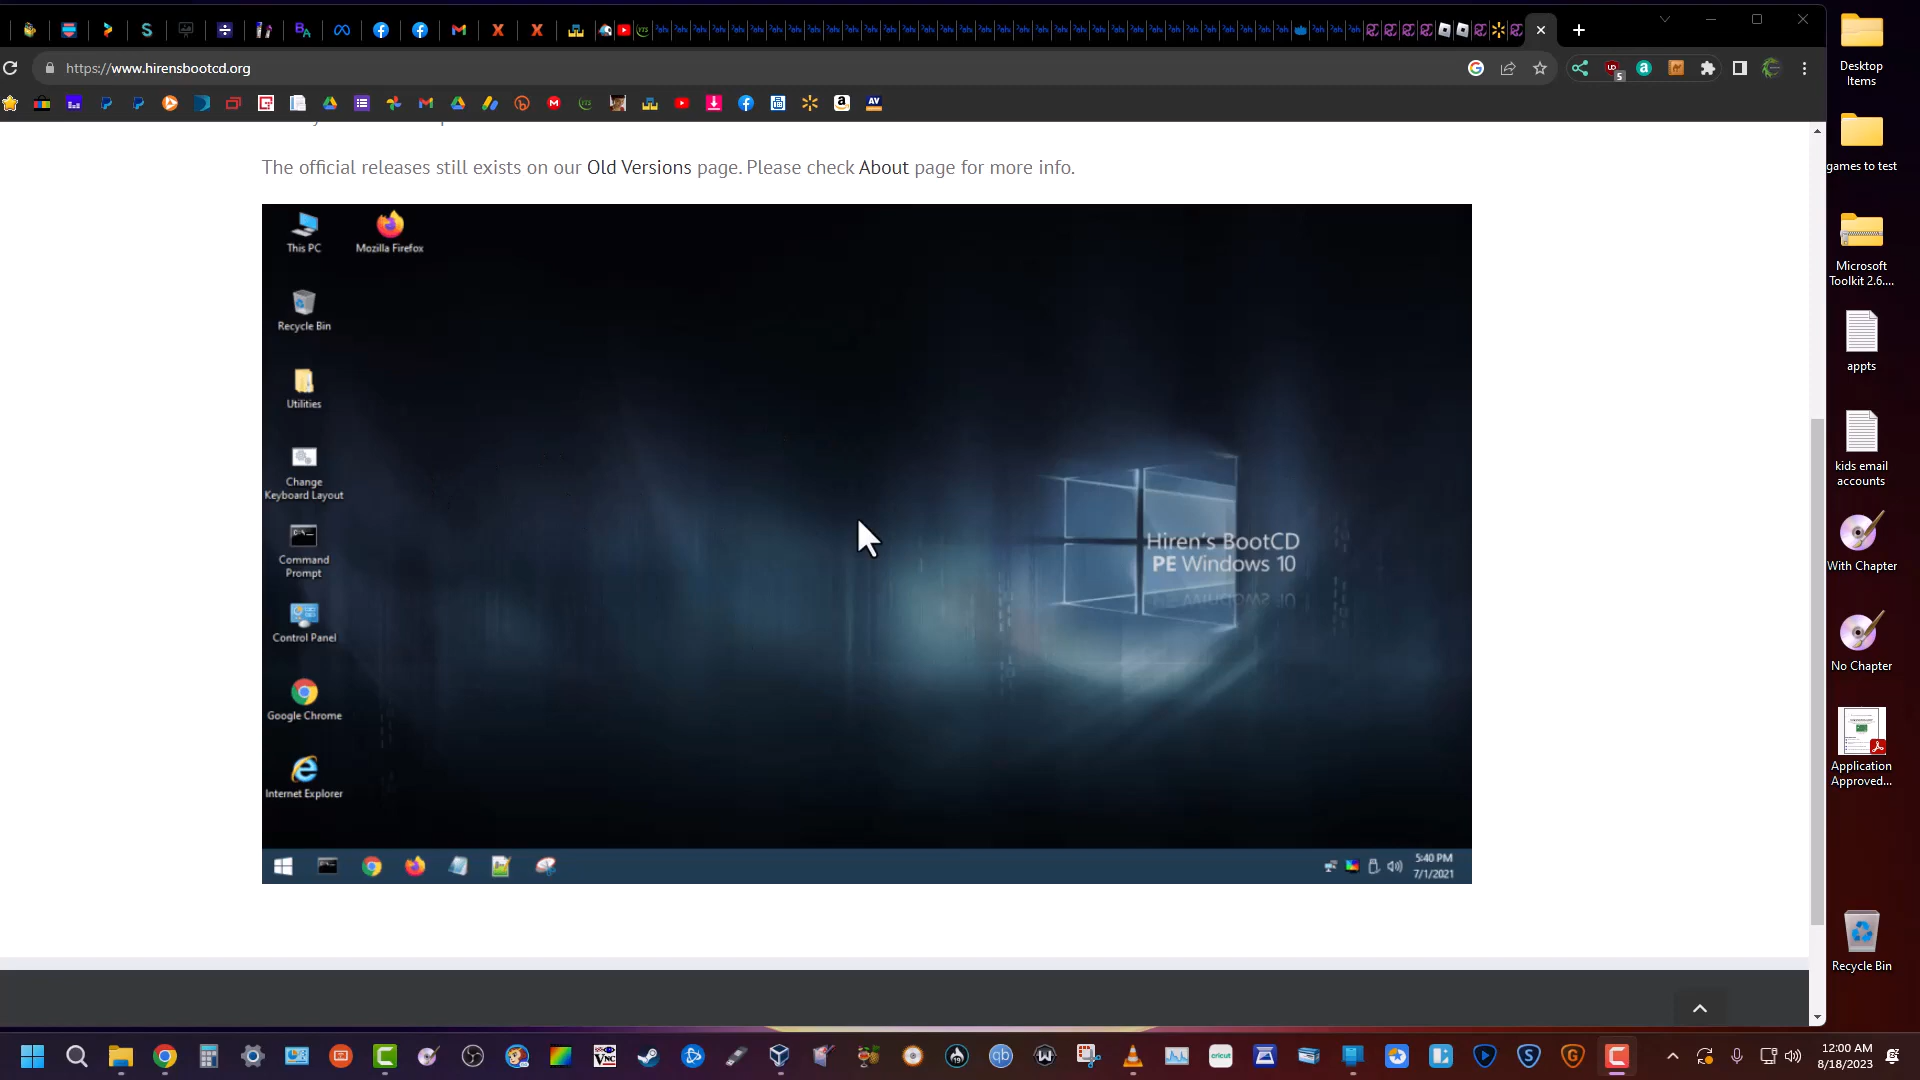 https://www.hirensbootcd.org
5
AV
The official releases still exists on our Old Versions page. Please check About page for more info.
This PC
Mozilla Firefox
Recycle Bin
Utilities
Change
Keyboard Layout
Command
Prompt
Control Panel
Google Chrome
Internet Explorer
Hiren's BootCD
PE Windows 10
5:40 PM
7/1/2021
Desktop
Items
games to test
Microsoft
Toolkit 2.6....
appts
kids email
accounts
With Chapter
No Chapter
Application
Approved...
Recycle Bin
12:00 AM
8/18/2023